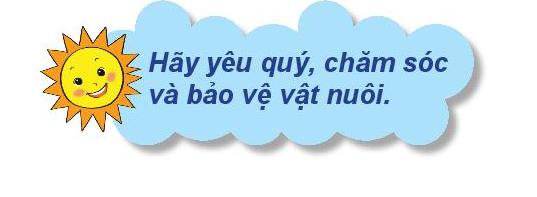 Hãy yêu quý, chăm sóc
và bảo vệ vật nuôi.